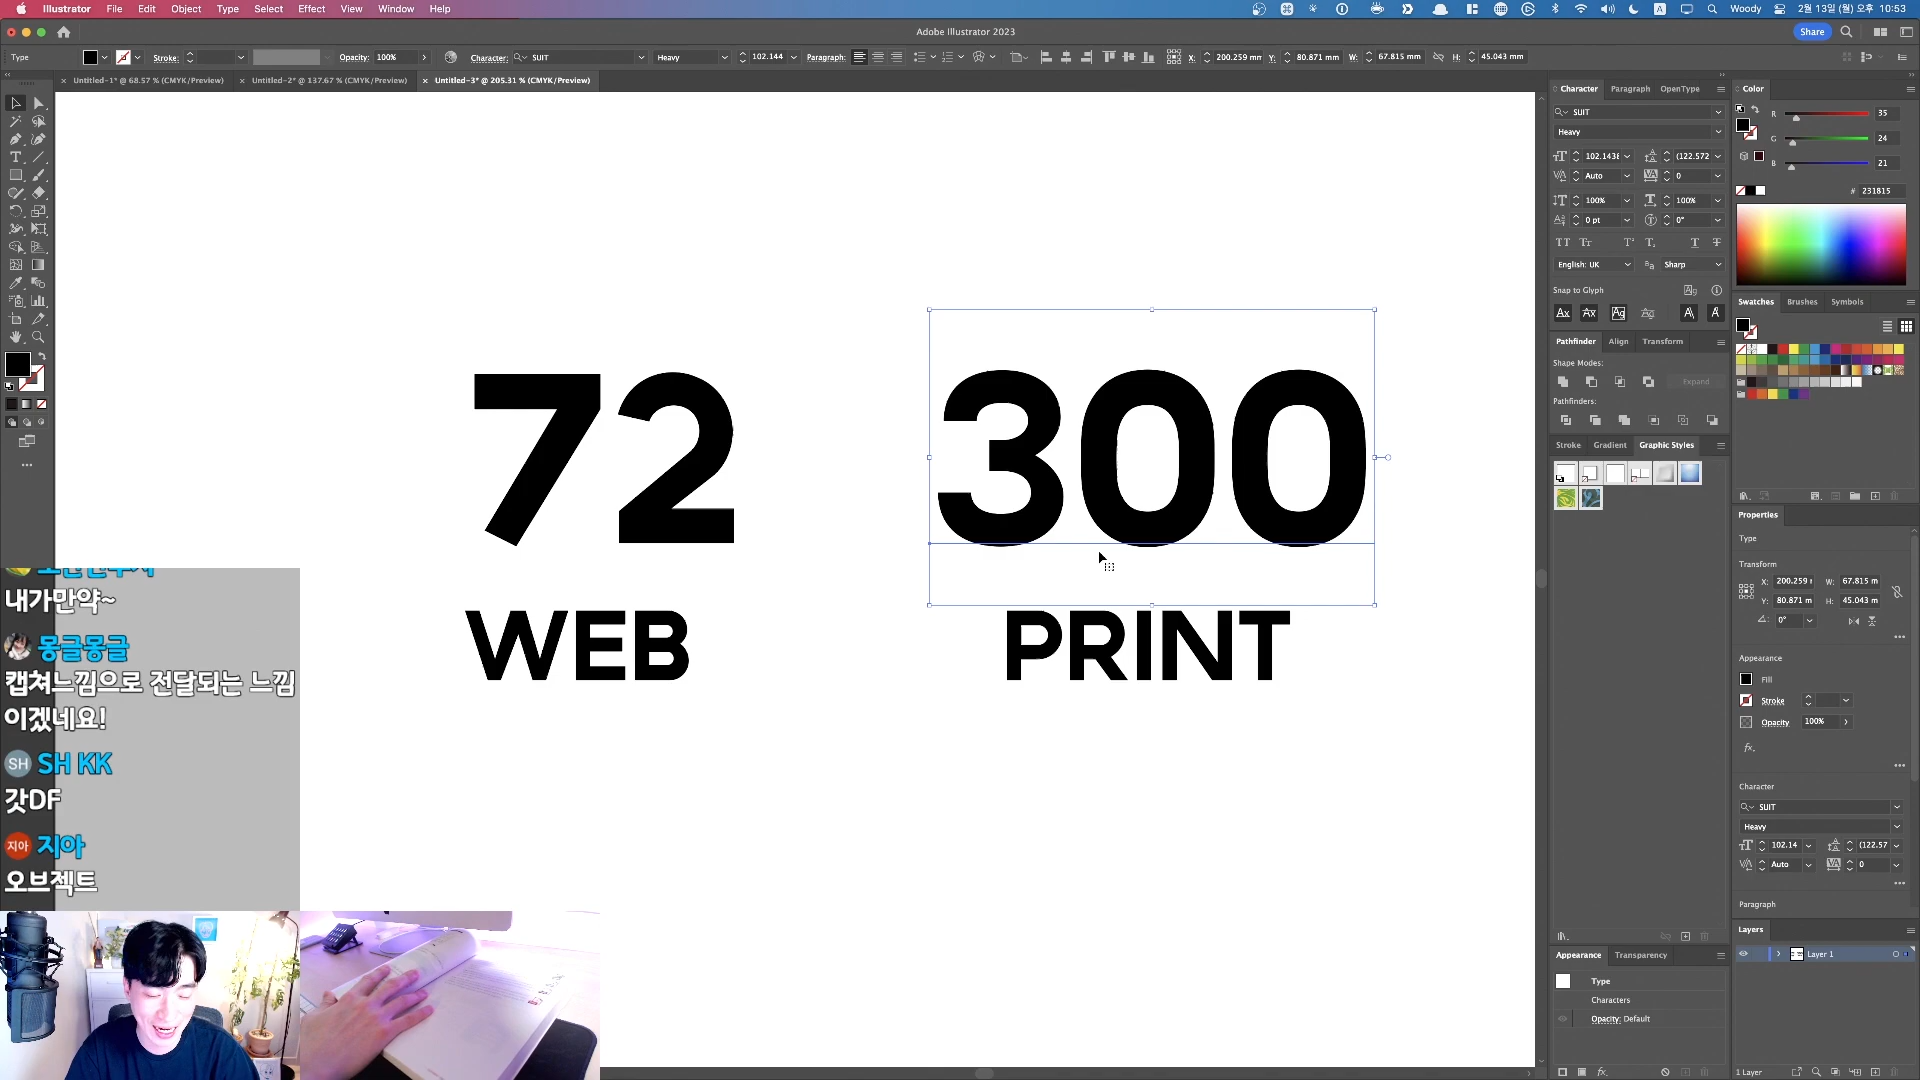 Illustrator File Edit Object Type Select Effect View Window Help
A Woody 2월 13일 (월) 오후 10:53
Adobe Illustrator 2023
Share
Type Stroke: Opacity: 100% Character: SUIT Heavy 102.144 Paragraph: X: 200.259 mm Y: 80.871 mm W: 67.815 mm H: 45.043 mm
Untitled-1* @ 68.57 % (CMYK/Preview) Untitled-2* @ 137.67 % (CMYK/Preview) Untitled-3* @ 205.31 % (CMYK/Preview)
72 300
WEB PRINT
내가만약~
몽글몽글
캡쳐느낌으로 전달되는 느낌
이겠네요!
SH SH KK
갓DF
지아 지아
오브젝트
Character Paragraph OpenType
SUIT
Heavy
102.143 (122.572
Auto 0
100% 100%
0 pt 0°
English: UK Sharp
Snap to Glyph
Pathfinder Align Transform
Shape Modes:
Expand
Pathfinders:
Stroke Gradient Graphic Styles
Appearance Transparency
Type
Characters
Opacity: Default
Color
R 35
G 24
B 21
# 231815
Swatches Brushes Symbols
Properties
Type
Transform
X: 200.259 W: 67.815 m
Y: 80.871 m H: 45.043 m
0°
Appearance
Fill
Stroke
Opacity 100%
fx.
Character
SUIT
Heavy
102.14 (122.57
Auto 0
Paragraph
Layers
Layer 1
1 Layer